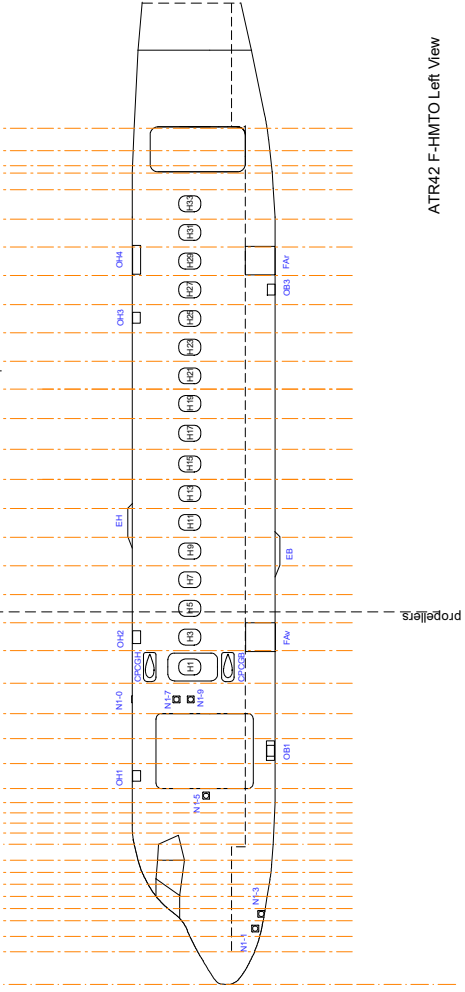 ATR42 F-HMTO Left View
H33
H31
OH4
H29
FAr
H27
OB3
OH3
H25
H23
H21
H19
H17
H15
H13
EH
H11
H9
EB
H7
H5
propellers
OH2
H3
FAv
CPCGH
H1
CPCGB
N1-0
N1-7
N1-9
OH1
OB1
N1-5
N1-3
N1-1